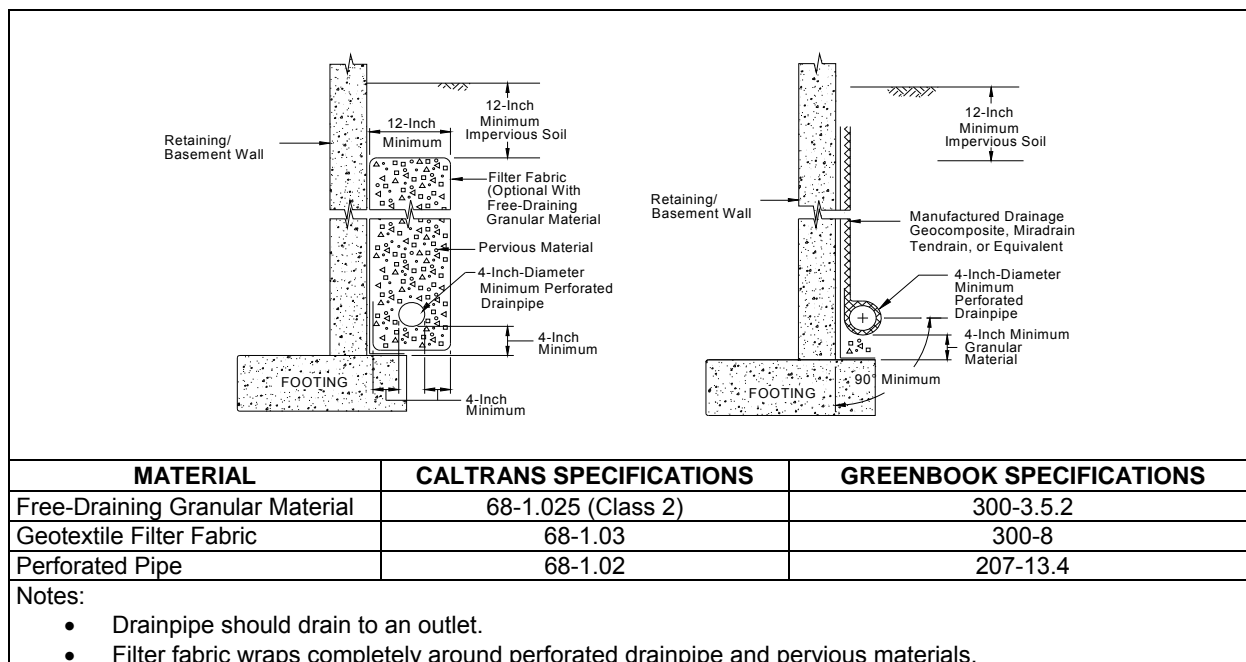 12-Inch
Minimum
Impervious Soil
12-Inch
Minimum
Retaining/
Basement Wall
Filter Fabric
(Optional With
Free-Draining
Granular Material
Pervious Material
4-Inch-Diameter
Minimum Perforated
Drainpipe
4-Inch
Minimum
FOOTING
4-Inch
Minimum
12-Inch
Minimum
Impervious Soil
Retaining/
Basement Wall
Manufactured Drainage
Geocomposite, Miradrain
Tendrain, or Equivalent
4-Inch-Diameter
Minimum
Perforated
Drainpipe
4-Inch Minimum
Granular
Material
90° Minimum
FOOTING
MATERIAL CALTRANS SPECIFICATIONS GREENBOOK SPECIFICATIONS
Free-Draining Granular Material 68-1.025 (Class 2) 300-3.5.2
Geotextile Filter Fabric 68-1.03 300-8
Perforated Pipe 68-1.02 207-13.4
Notes:
• Drainpipe should drain to an outlet.
• Filter fabric wraps completely around perforated drainpipe and pervious materials.